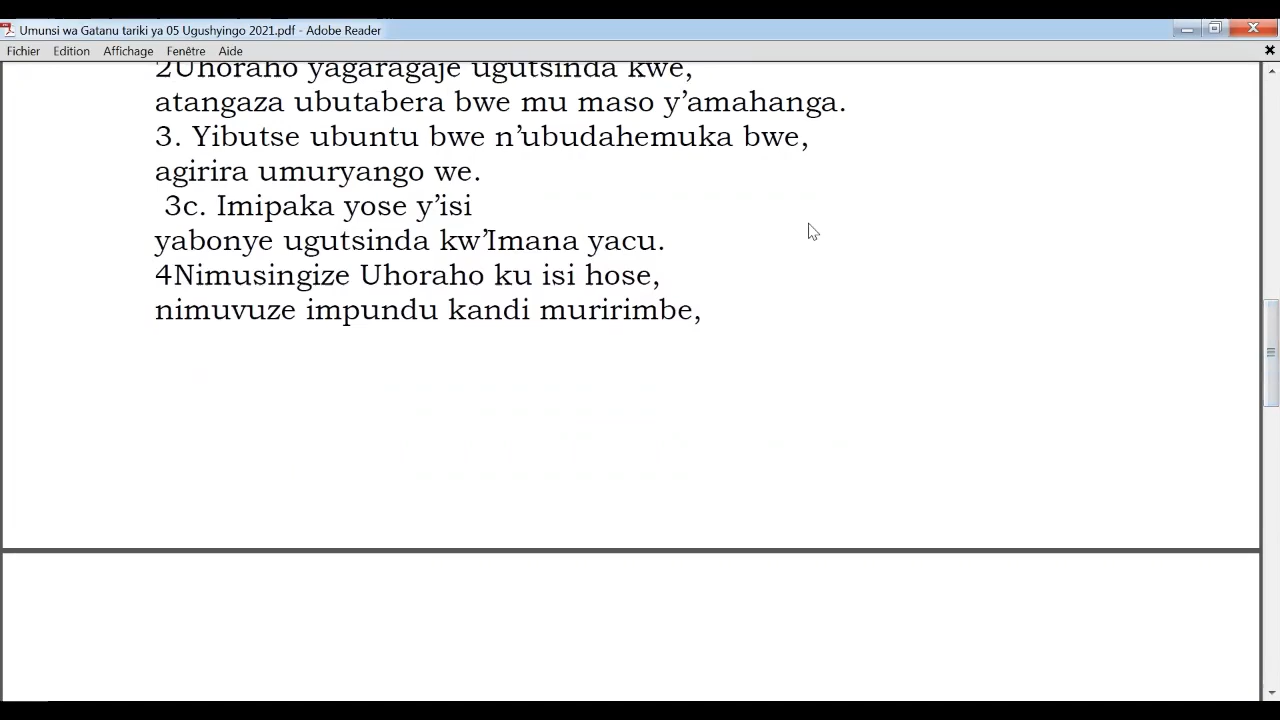 Umunsi wa Gatanu tariki ya 05 Ugushyingo 2021.pdf - Adobe Reader
Fichier Edition Affichage Fenêtre Aide
2Uhoraho yagaragaje ugutsinda kwe,
atangaza ubutabera bwe mu maso y’amahanga.
3. Yibutse ubuntu bwe n’ubudahemuka bwe,
agirira umuryango we.
3c. Imipaka yose y’isi
yabonye ugutsinda kw’Imana yacu.
4Nimusingize Uhoraho ku isi hose,
nimuvuze impundu kandi muririmbe,